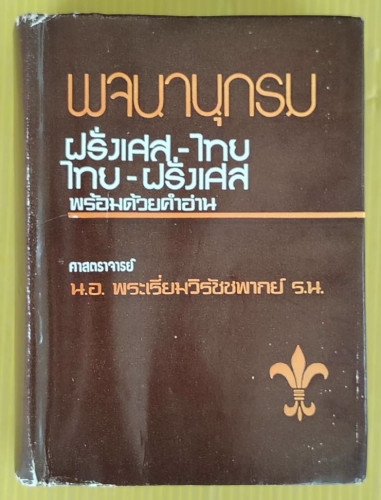 พจนานุกรม
ฝรั่งเศส-ไทย
ไทย-ฝรั่งเศส
พร้อมด้วยคำอ่าน
ศาสตราจารย์
น.อ. พระเรี่ยมวิรัชชพากย์ ร.น.